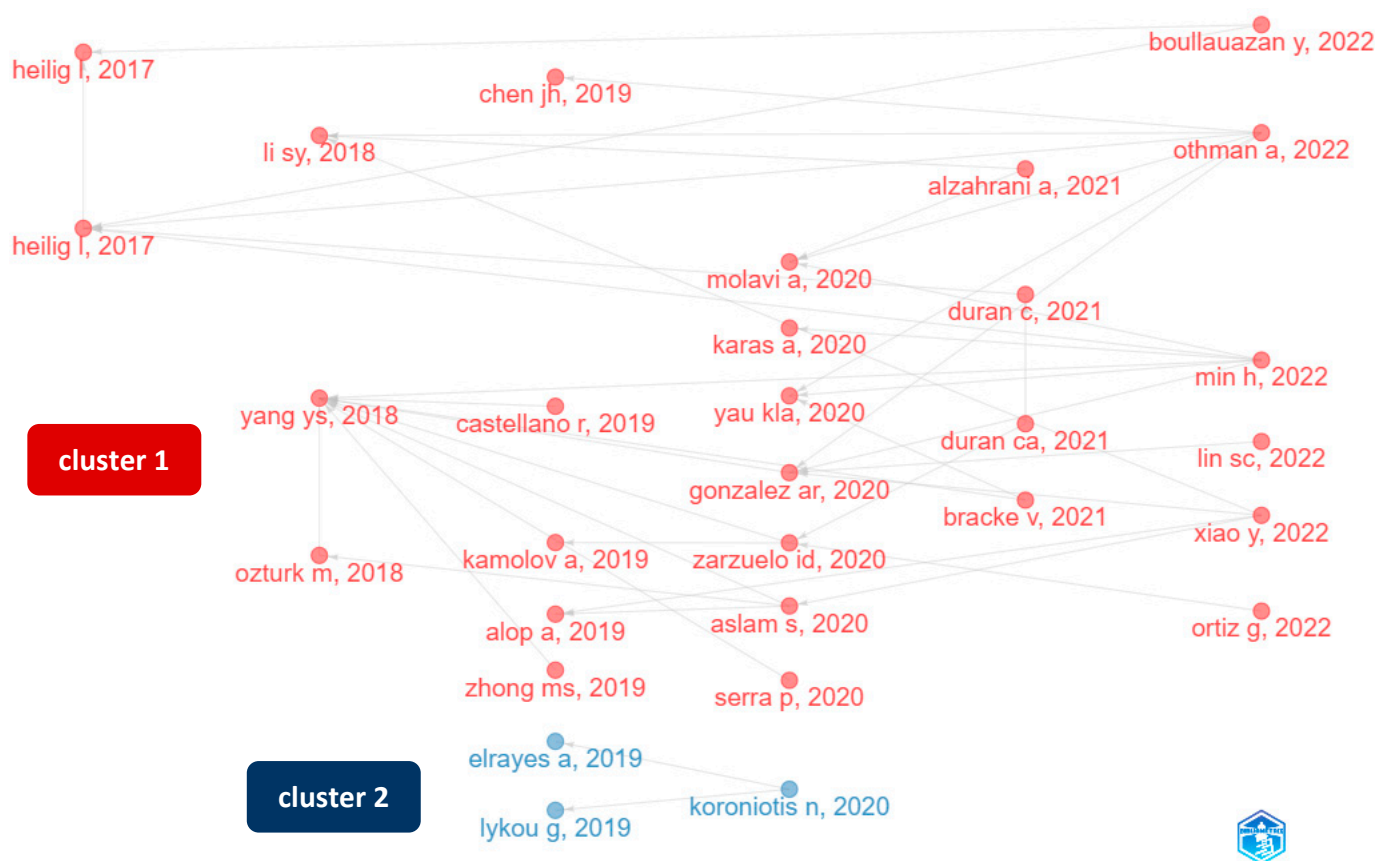 boullauazan y, 2022
heilig l, 2017
chen jh, 2019
li sy, 2018
othman a, 2022
alzahrani a, 2021
heilig l, 2017
molavi a, 2020
duran c, 2021
karas a, 2020
min h, 2022
yang ys, 2018
castellano r, 2019
yau kla, 2020
duran ca, 2021
cluster 1
lin sc, 2022
gonzalez ar, 2020
bracke v, 2021
xiao y, 2022
ozturk m, 2018
kamolov a, 2019
zarzuelo id, 2020
alop a, 2019
aslam s, 2020
ortiz g, 2022
zhong ms, 2019
serra p, 2020
elrayes a, 2019
cluster 2
koroniotis n, 2020
lykou g, 2019
BIBLIOMETRIX